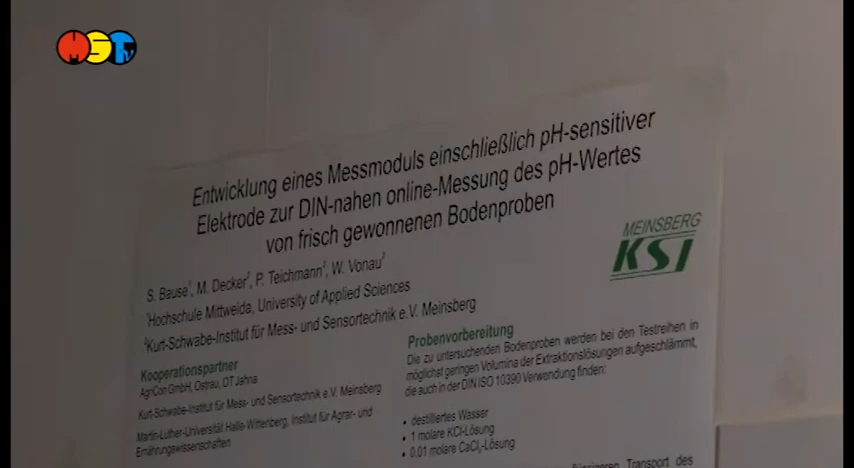 MSTV
Entwicklung eines Messmoduls einschließlich pH-sensitiver
Elektrode zur DIN-nahen online-Messung des pH-Wertes
von frisch gewonnenen Bodenproben
MEINSBERG
KSI
S. Bause¹, M. Decker², P. Teichmann², W. Vonau²
¹Hochschule Mittweida, University of Applied Sciences
²Kurt-Schwabe-Institut für Mess- und Sensortechnik e.V. Meinsberg
Kooperationspartner
AgriCon GmbH, Ostrau, OT Jahna
Kurt-Schwabe-Institut für Mess- und Sensortechnik e.V. Meinsberg
Martin-Luther-Universität Halle-Wittenberg, Institut für Agrar- und
Ernährungswissenschaften
Probenvorbereitung
Die zu untersuchenden Bodenproben werden bei den Testreihen in
möglichst geringen Volumina der Extraktionslösungen aufgeschlämmt,
die auch in der DIN ISO 10390 Verwendung finden:
• destilliertes Wasser
• 1 molare KCl-Lösung
• 0,01 molare CaCl₂-Lösung
Transport des